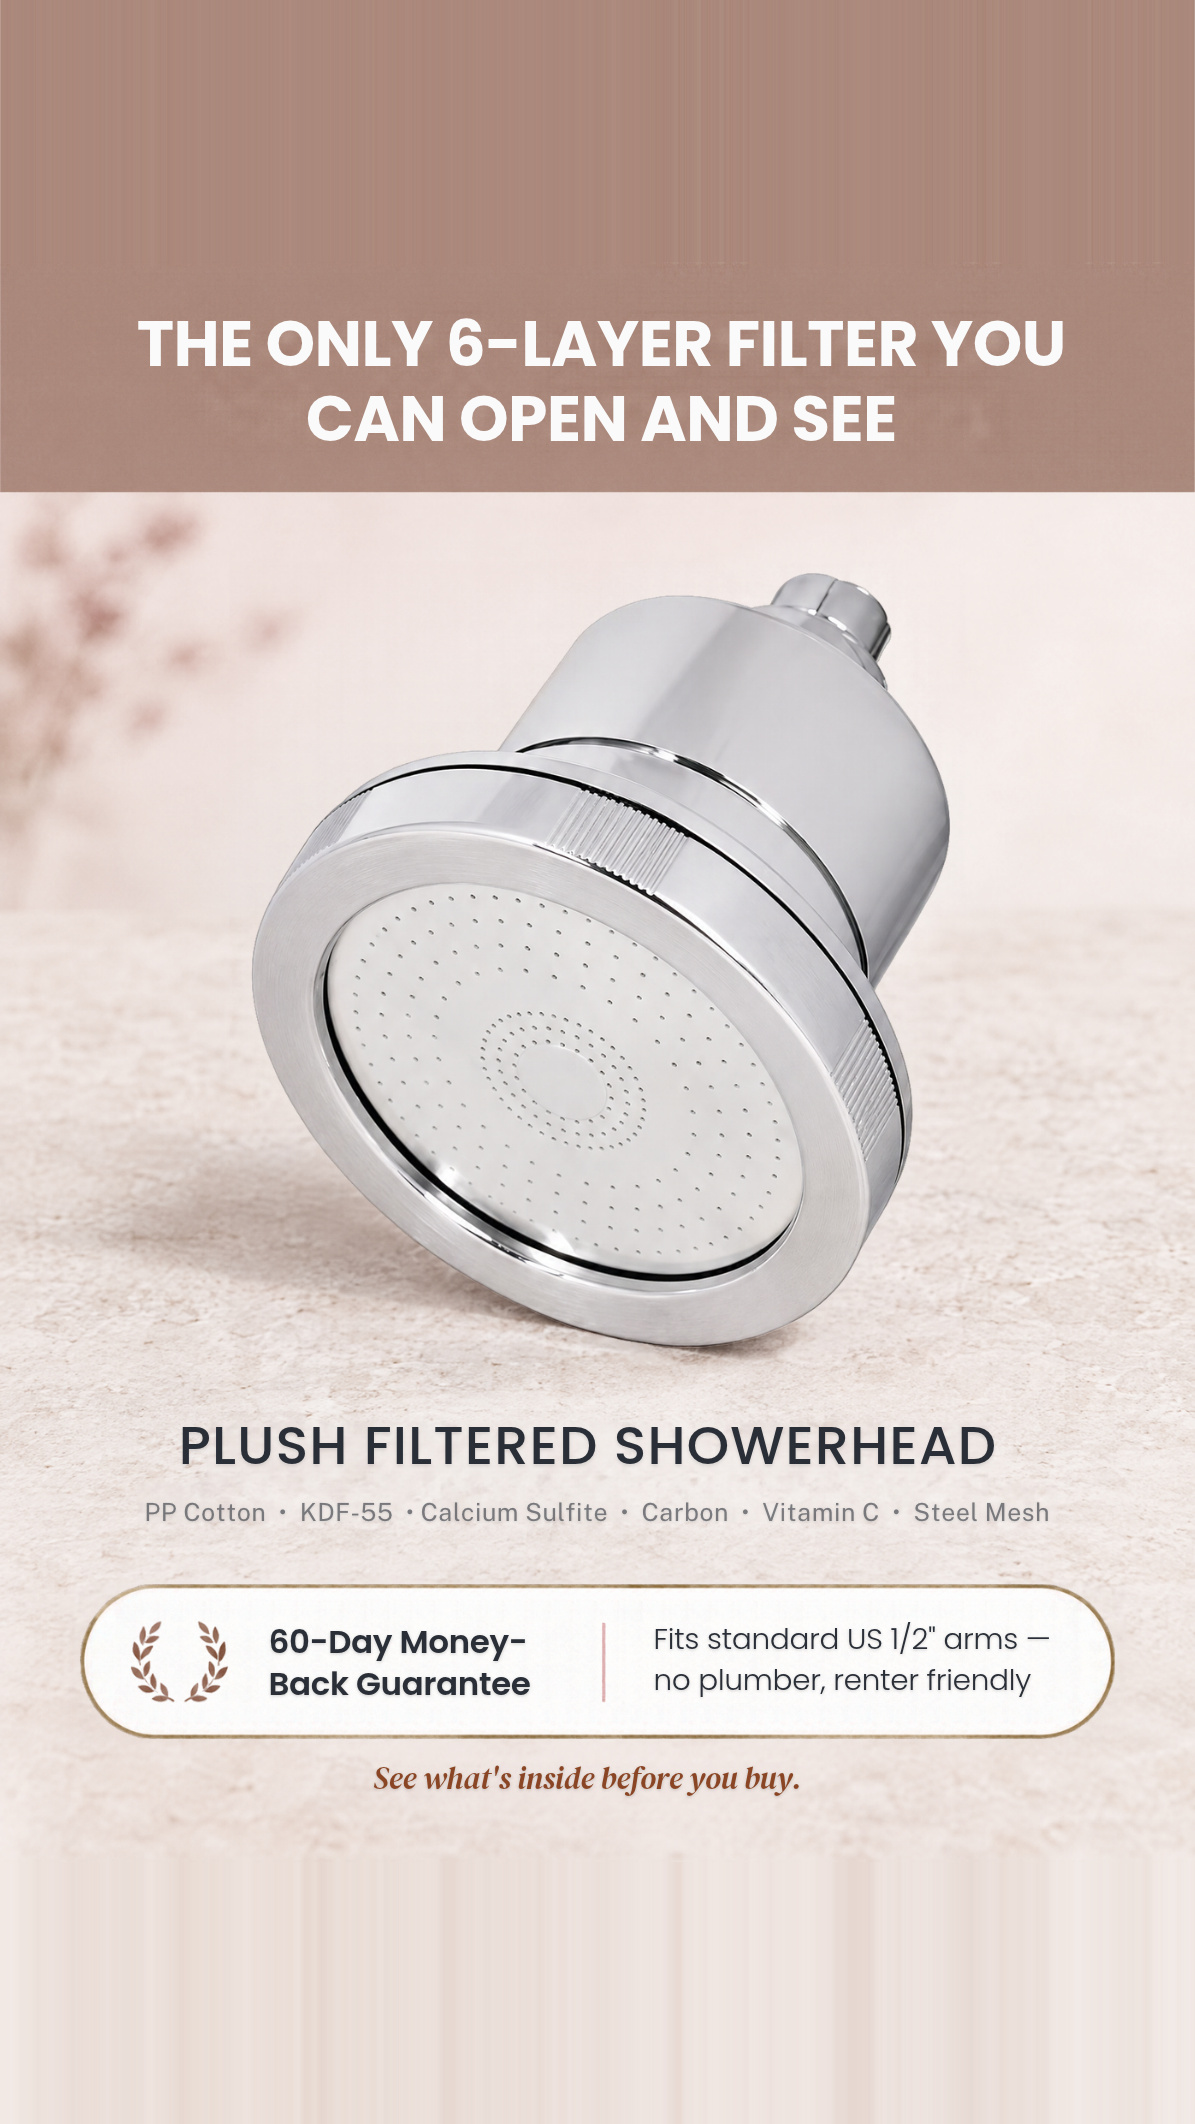 THE ONLY 6-LAYER FILTER YOU
CAN OPEN AND SEE
PLUSH FILTERED SHOWERHEAD
PP Cotton • KDF-55 • Calcium Sulfite • Carbon • Vitamin C • Steel Mesh
60-Day Money-
Back Guarantee
Fits standard US 1/2" arms —
no plumber, renter friendly
See what's inside before you buy.